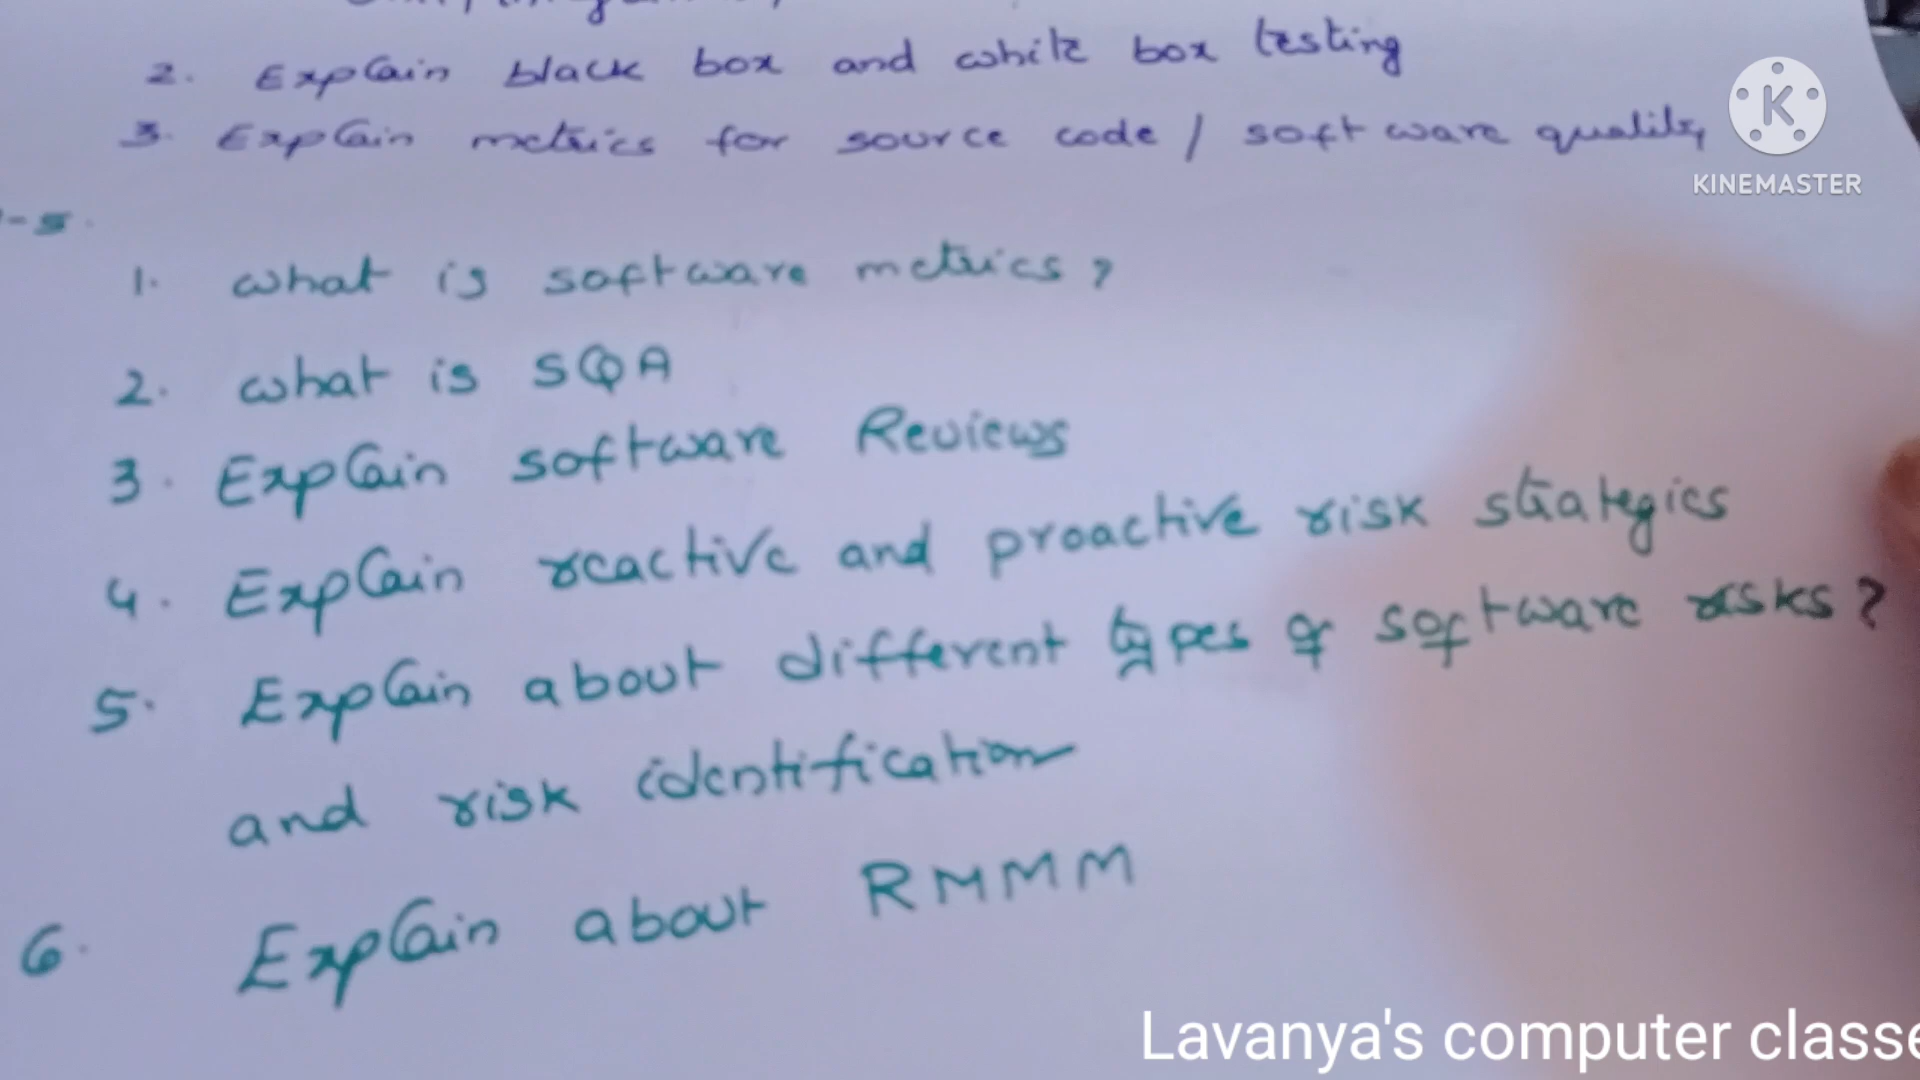 2. Explain black box and white box testing
3. Explain metrics for source code / software quality
KINEMASTER
-5.
1. what is software metrics?
2. what is SQA
3. Explain software Reviews
4. Explain reactive and proactive risk strategies
5. Explain about different types of software risks?
and risk identification
6. Explain about RMMM
Lavanya's computer classe